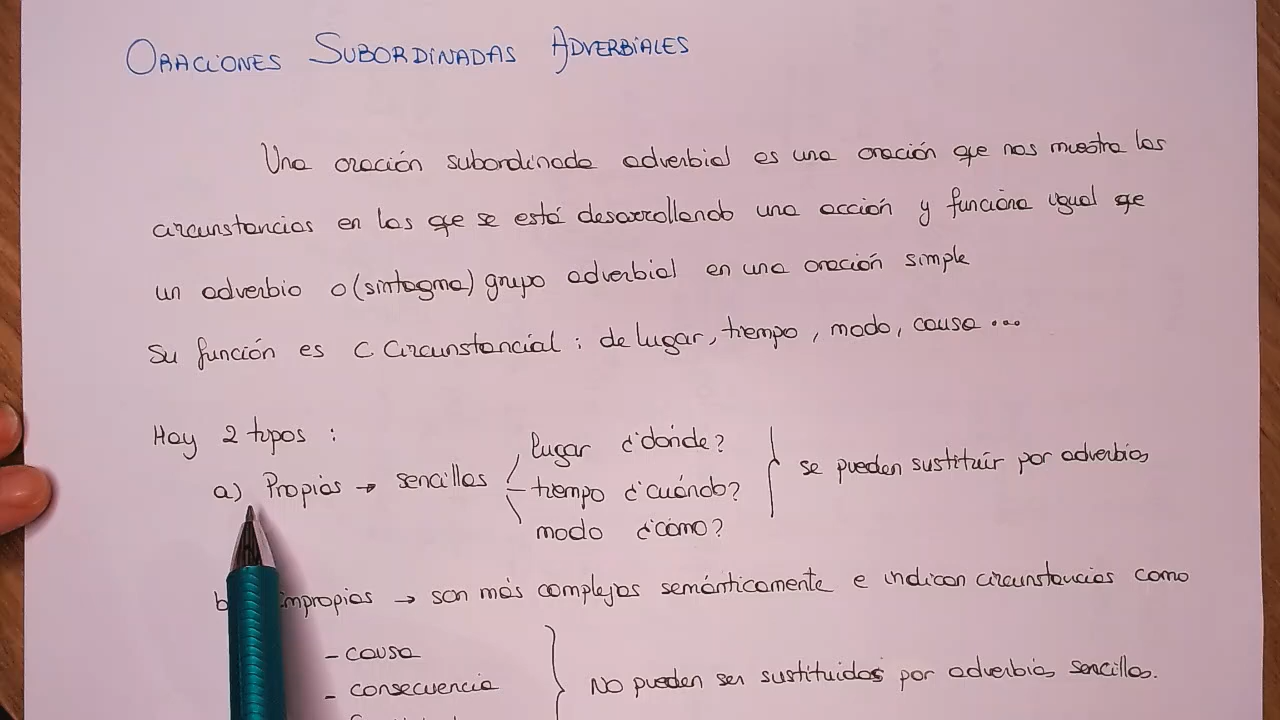 ORACIONES SUBORDINADAS ADVERBIALES
Una oración subordinada adverbial es una oración que nos muestra las
circunstancias en las que se está desarrollando una acción y funciona igual que
un adverbio o (sintagma) grupo adverbial en una oración simple
Su función es C. Circunstancial: de lugar, tiempo, modo, causa ...
Hay 2 tipos:
a) Propias → sencillas
lugar ¿dónde?
tiempo ¿cuándo?
modo ¿cómo?
se pueden sustituir por adverbios
b impropias → son más complejas semánticamente e indican circunstancias como
- causa
- consecuencia
No pueden ser sustituidas por adverbios sencillos.